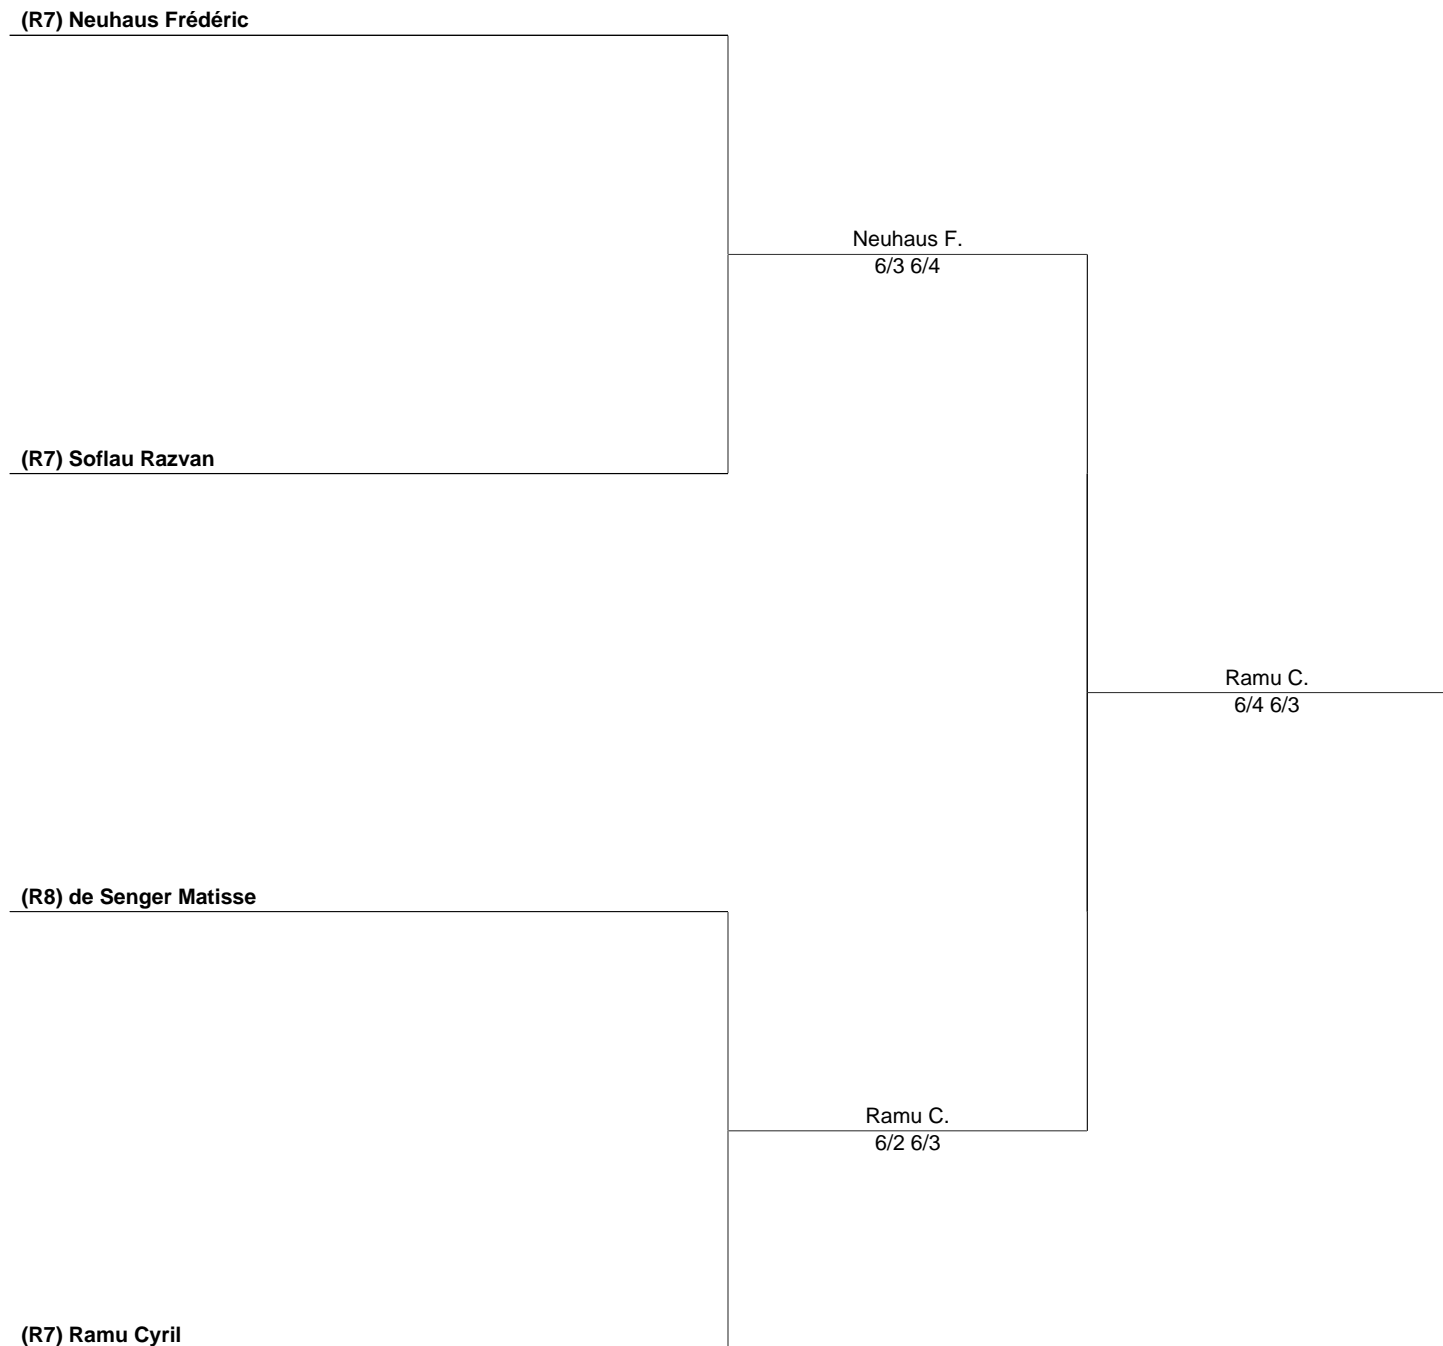 (R7) Neuhaus Frédéric
Neuhaus F.
6/3 6/4
(R7) Soflau Razvan
Ramu C.
6/4 6/3
(R8) de Senger Matisse
Ramu C.
6/2 6/3
(R7) Ramu Cyril